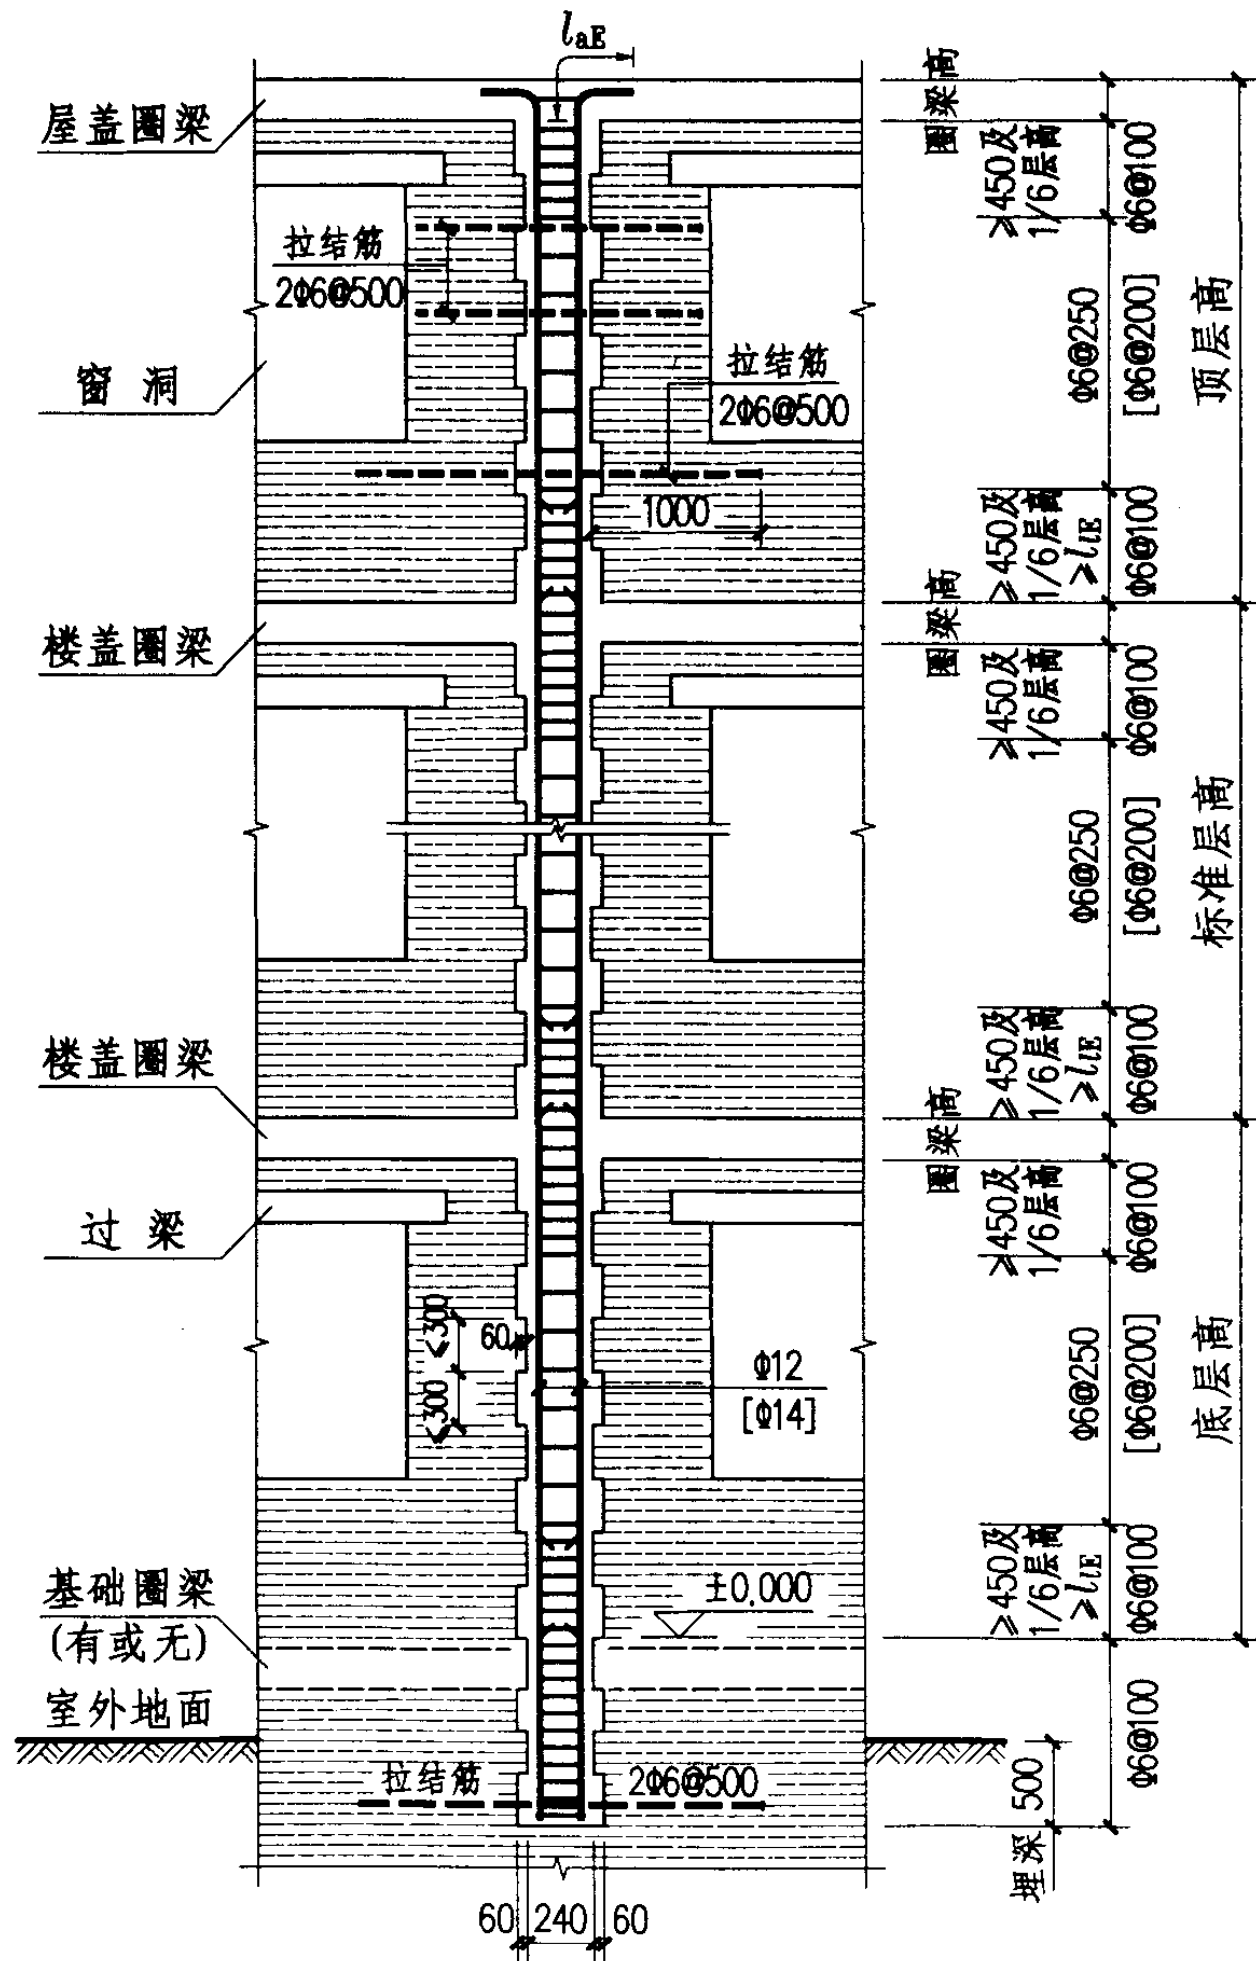 laE
屋盖圈梁
拉结筋
2Φ6@500
窗 洞
拉结筋
2Φ6@500
1000
楼盖圈梁
楼盖圈梁
过 梁
≤300
≤300
60
Φ12
[Φ14]
基础圈梁
(有或无)
室外地面
±0.000
拉结筋
2Φ6@500
60
240
60
圈梁高
≥450及
1/6层高
Φ6@100
Φ6@250
[Φ6@200]
顶层高
≥450及
1/6层高
≥llE
Φ6@100
圈梁高
≥450及
1/6层高
Φ6@100
Φ6@250
[Φ6@200]
标准层高
≥450及
1/6层高
≥llE
Φ6@100
圈梁高
≥450及
1/6层高
Φ6@100
Φ6@250
[Φ6@200]
底层高
≥450及
1/6层高
≥llE
Φ6@100
Φ6@100
埋深 500